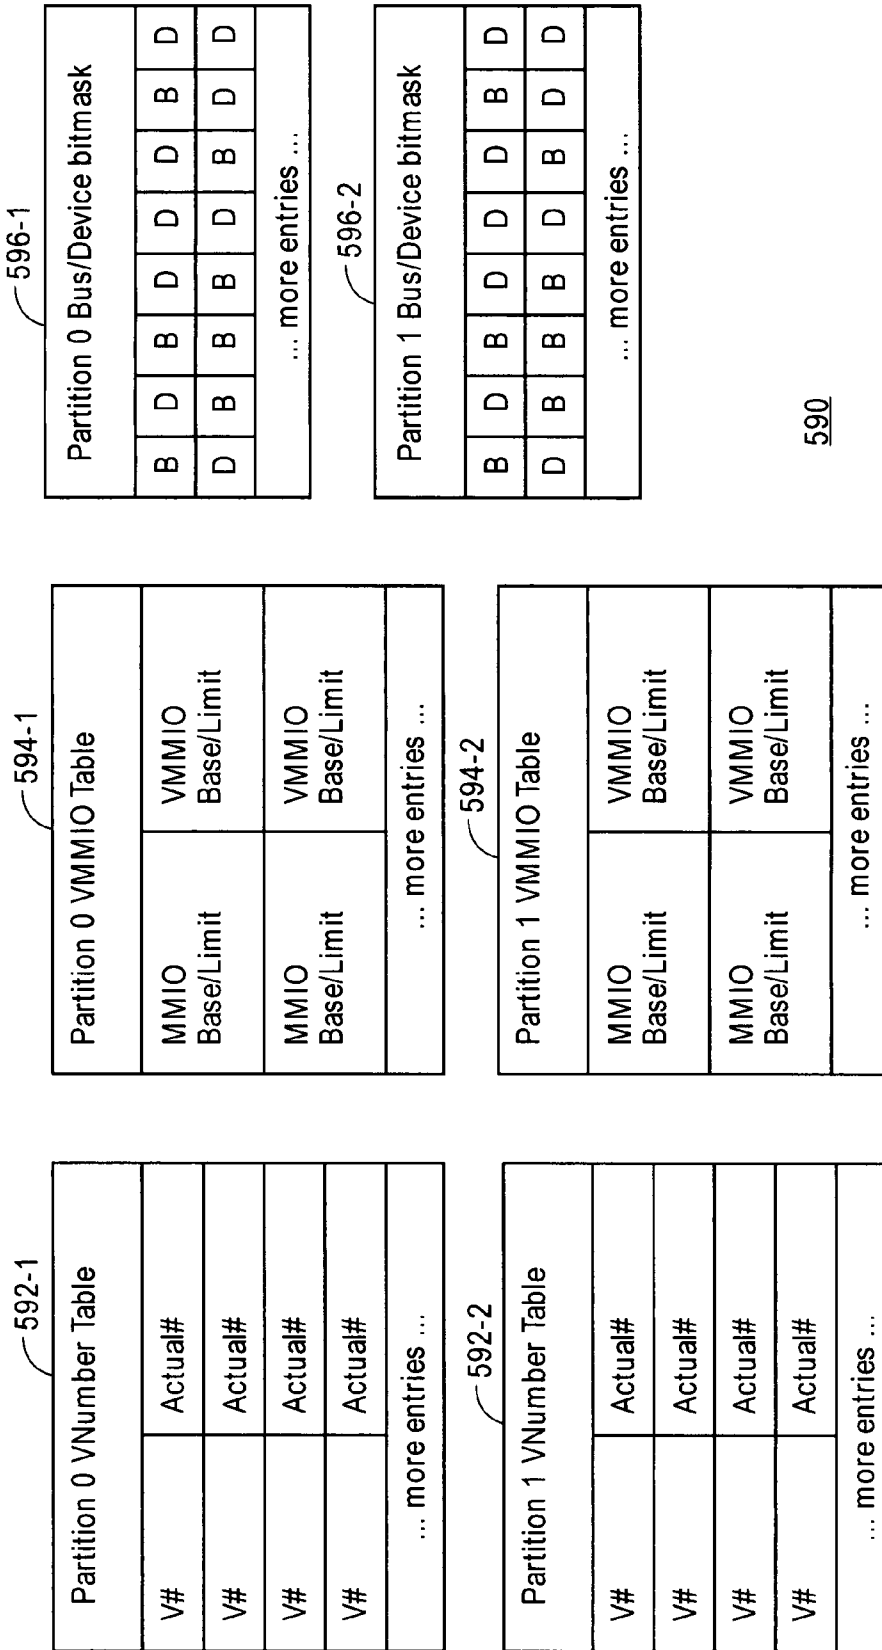 592-1
Partition 0 VNumber Table
V# Actual#
V# Actual#
V# Actual#
V# Actual#
... more entries ...
592-2
Partition 1 VNumber Table
V# Actual#
V# Actual#
V# Actual#
V# Actual#
... more entries ...
594-1
Partition 0 VMMIO Table
MMIO VMMIO
Base/Limit Base/Limit
MMIO VMMIO
Base/Limit Base/Limit
... more entries ...
594-2
Partition 1 VMMIO Table
MMIO VMMIO
Base/Limit Base/Limit
MMIO VMMIO
Base/Limit Base/Limit
... more entries ...
596-1
Partition 0 Bus/Device bitmask
B D B D D D B D
D B B B D B D D
... more entries ...
596-2
Partition 1 Bus/Device bitmask
B D B D D D B D
D B B B D B D D
... more entries ...
590